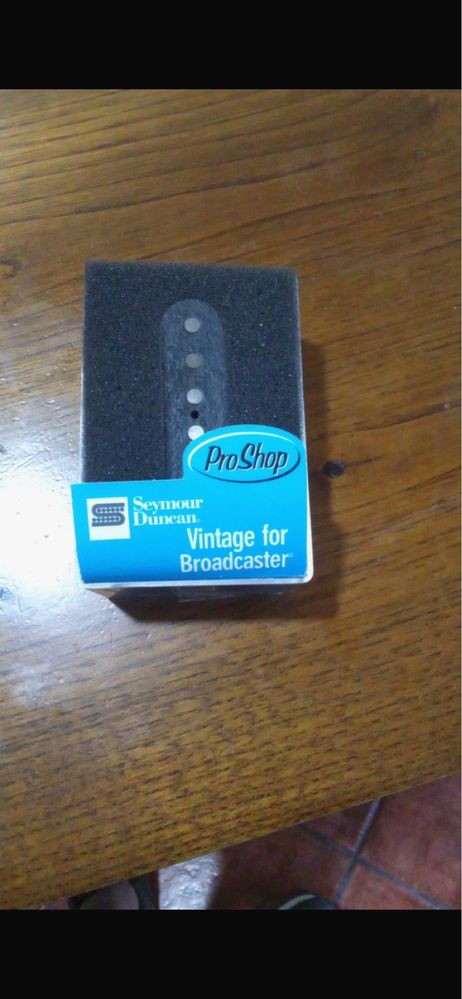 ProShop
Seymour
Duncan®
Vintage for
Broadcaster®